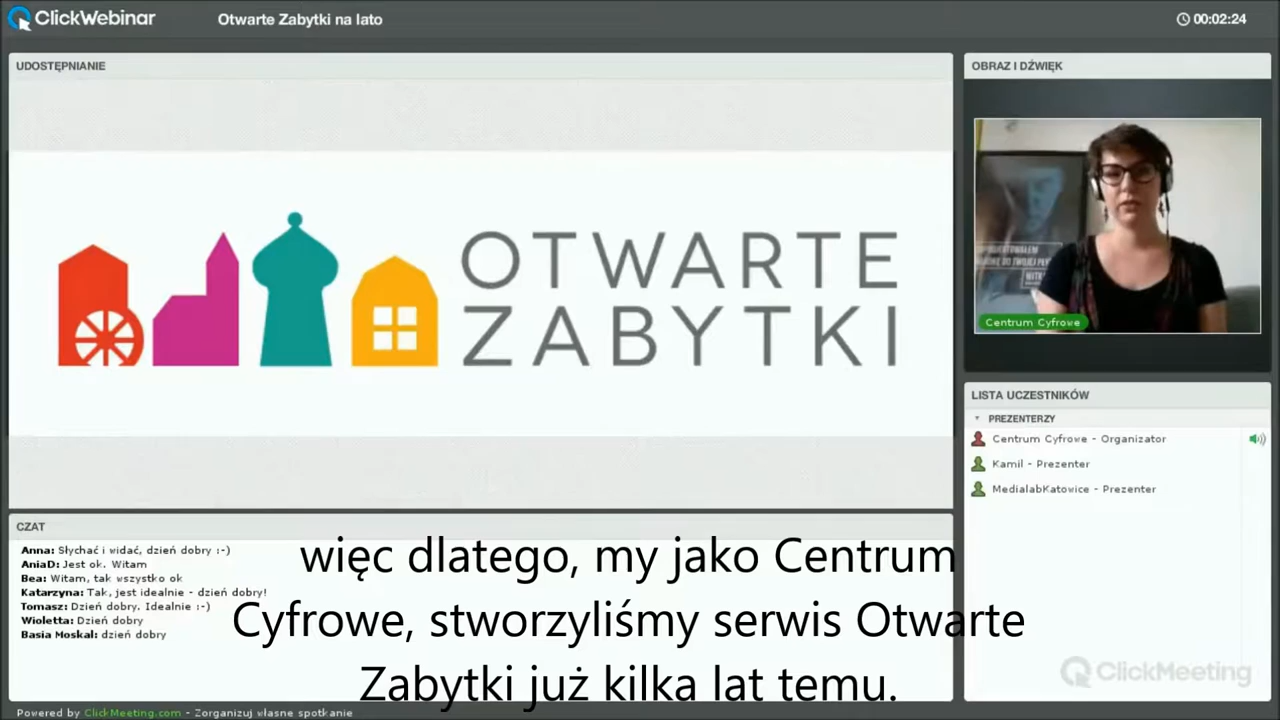 ClickWebinar
Otwarte Zabytki na lato
00:02:24
UDOSTĘPNIANIE
OTWARTE
ZABYTKI
OBRAZ I DŹWIĘK
Centrum Cyfrowe
LISTA UCZESTNIKÓW
PREZENTERZY
Centrum Cyfrowe - Organizator
Kamil - Prezenter
MedialabKatowice - Prezenter
CZAT
Anna: Słychać i widać, dzień dobry :-)
AniaD: Jest ok. Witam
Bea: Witam, tak wszystko ok
Katarzyna: Tak, jest idealnie - dzień dobry!
Tomasz: Dzień dobry. Idealnie :-)
Wioletta: Dzień dobry
Basia Moskal: dzień dobry
więc dlatego, my jako Centrum
Cyfrowe, stworzyliśmy serwis Otwarte
Zabytki już kilka lat temu.
ClickMeeting
Powered by ClickMeeting.com - Zorganizuj własne spotkanie